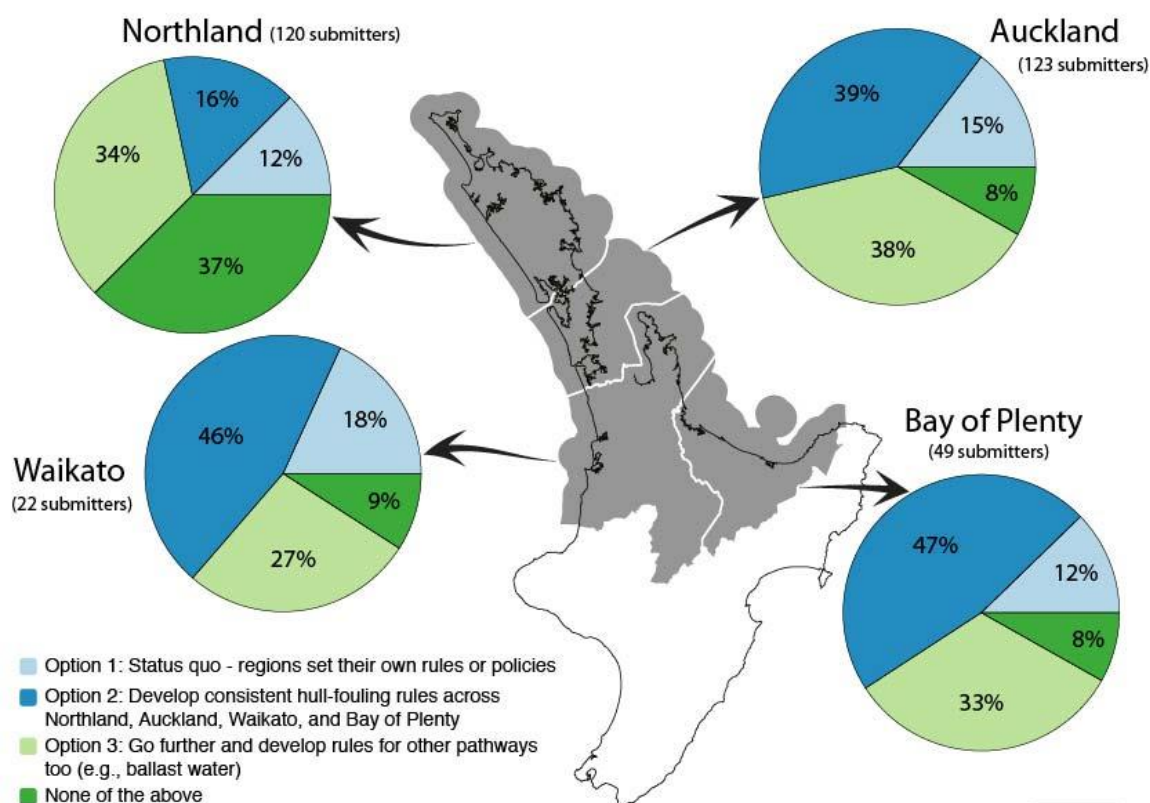 Northland (120 submitters)
16%
34%
12%
37%
Auckland
(123 submitters)
39%
15%
8%
38%
Waikato
(22 submitters)
46%
18%
9%
27%
Bay of Plenty
(49 submitters)
47%
12%
8%
33%
Option 1: Status quo - regions set their own rules or policies
Option 2: Develop consistent hull-fouling rules across
Northland, Auckland, Waikato, and Bay of Plenty
Option 3: Go further and develop rules for other pathways
too (e.g., ballast water)
None of the above